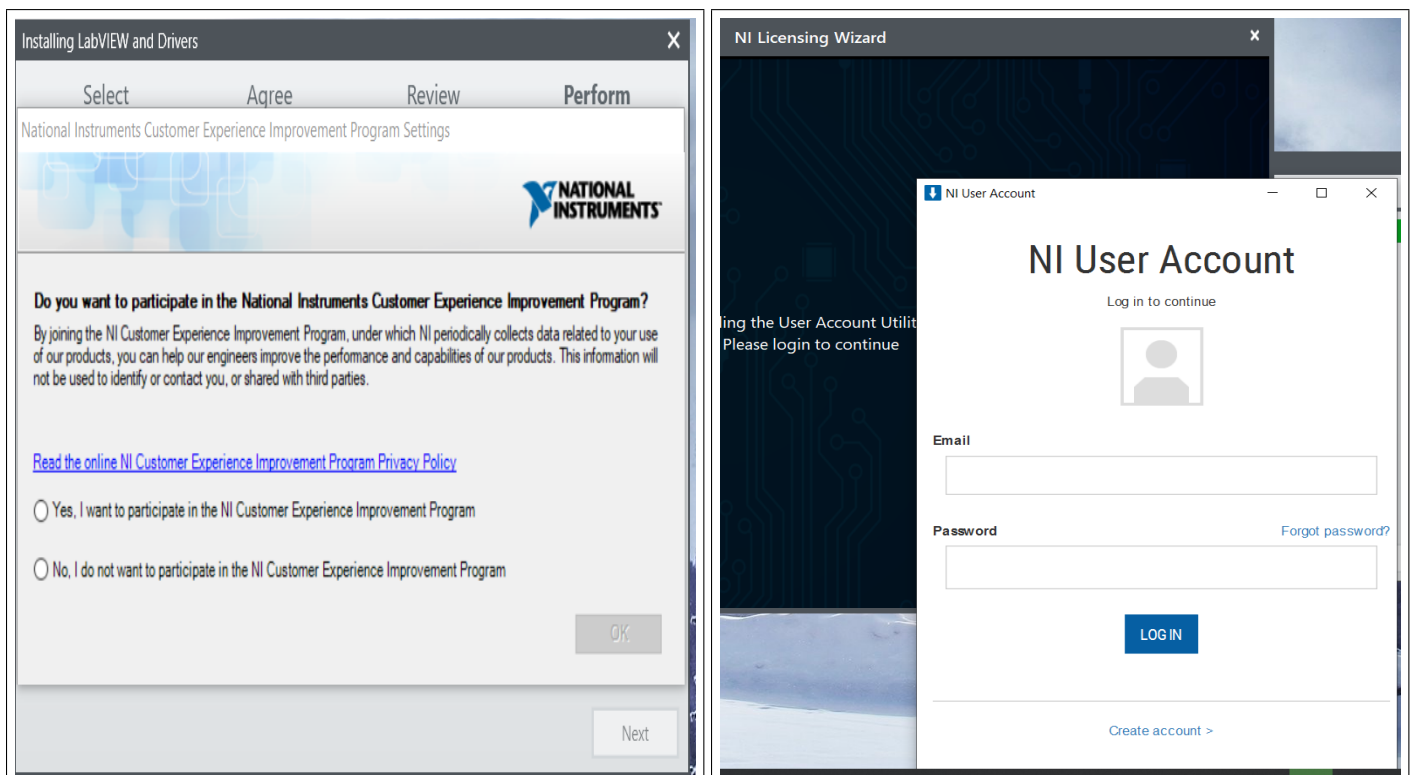 Installing LabVIEW and Drivers
X
Select Agree Review Perform
National Instruments Customer Experience Improvement Program Settings
NATIONAL
INSTRUMENTS
Do you want to participate in the National Instruments Customer Experience Improvement Program?
By joining the NI Customer Experience Improvement Program, under which NI periodically collects data related to your use
of our products, you can help our engineers improve the performance and capabilities of our products. This information will
not be used to identify or contact you, or shared with third parties.
Read the online NI Customer Experience Improvement Program Privacy Policy
Yes, I want to participate in the NI Customer Experience Improvement Program
No, I do not want to participate in the NI Customer Experience Improvement Program
OK
Next
NI Licensing Wizard
x
ling the User Account Utilit
Please login to continue
NI User Account
NI User Account
Log in to continue
Email
Password Forgot password?
LOG IN
Create account >